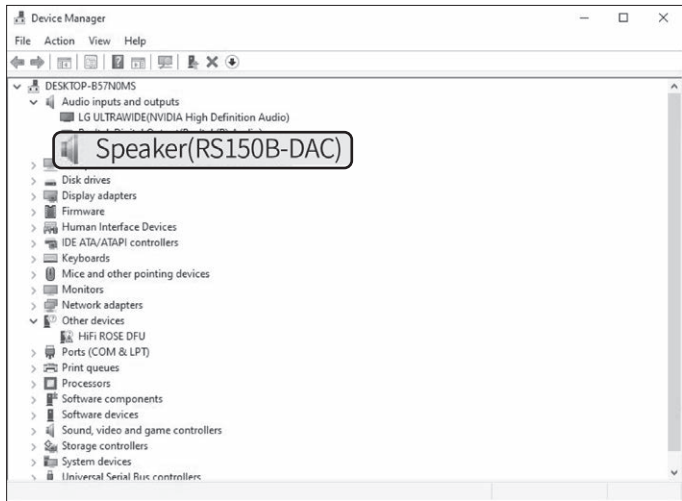 Device Manager
File Action View Help
DESKTOP-B57N0MS
Audio inputs and outputs
LG ULTRAWIDE(NVIDIA High Definition Audio)
Speaker(RS150B-DAC)
Disk drives
Display adapters
Firmware
Human Interface Devices
IDE ATA/ATAPI controllers
Keyboards
Mice and other pointing devices
Monitors
Network adapters
Other devices
HiFi ROSE DFU
Ports (COM & LPT)
Print queues
Processors
Software components
Software devices
Sound, video and game controllers
Storage controllers
System devices
Universal Serial Bus controllers